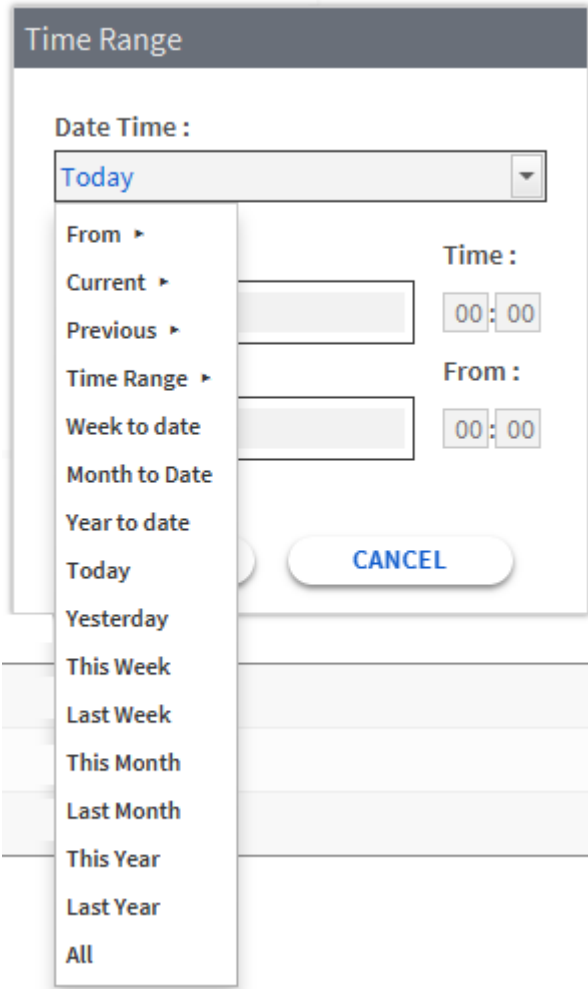 Time Range
Date Time :
Today
From ▸
Time :
Current ▸
00 : 00
Previous ▸
Time Range ▸
From :
Week to date
00 : 00
Month to Date
Year to date
Today
CANCEL
Yesterday
This Week
Last Week
This Month
Last Month
This Year
Last Year
All